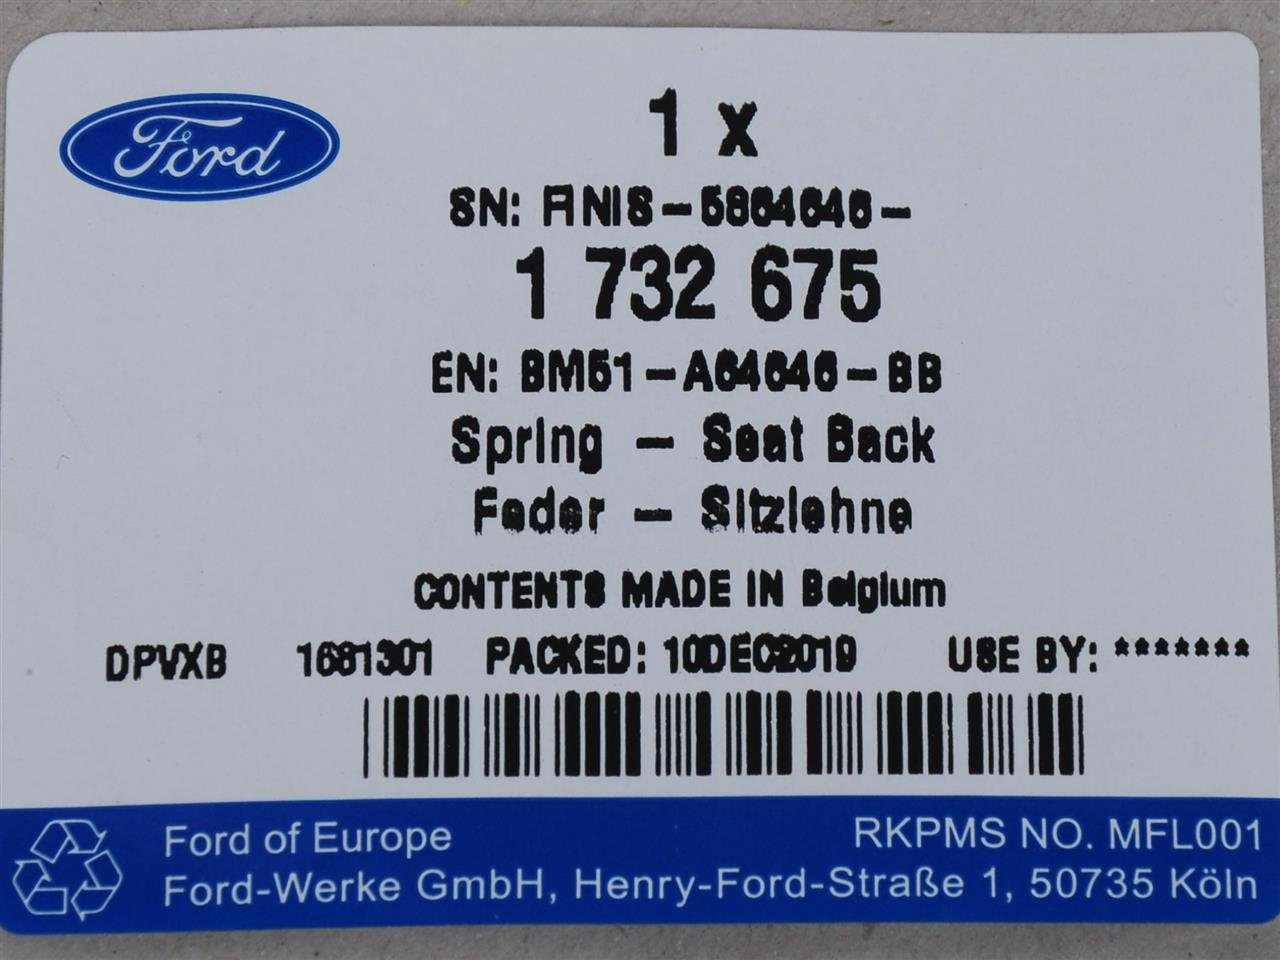 Ford
1 x
SN: FINIS-5864646-
1 732 675
EN: BM51-A64646-BB
Spring - Seat Back
Feder - Sitzlehne
CONTENTS MADE IN Belgium
DPVXB 1681301 PACKED: 10DEC2019 USE BY: *******
Ford of Europe RKPMS NO. MFL001
Ford-Werke GmbH, Henry-Ford-Straße 1, 50735 Köln